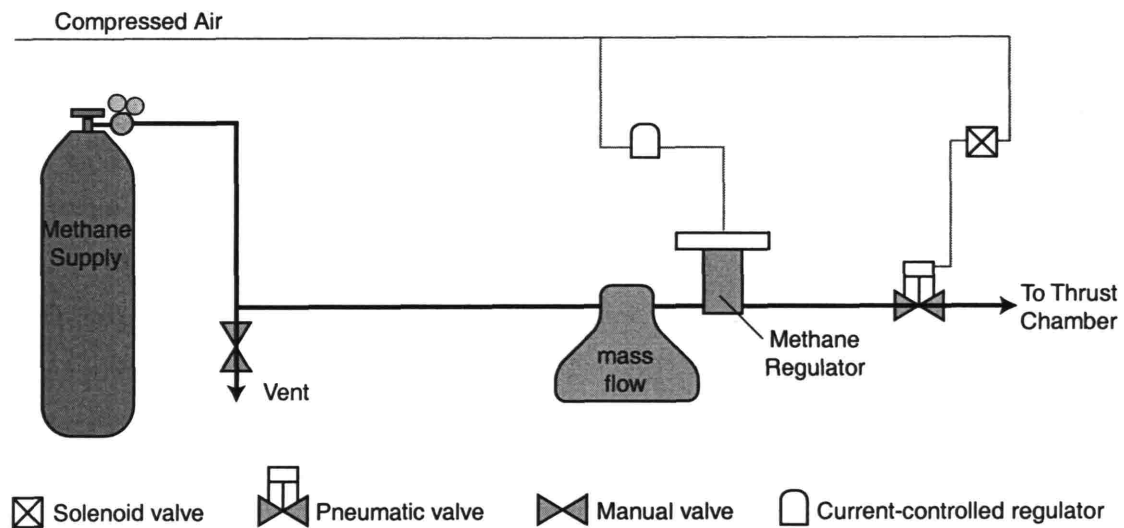 Compressed Air
Methane
Supply
Vent
mass
flow
Methane
Regulator
To Thrust
Chamber
Solenoid valve
Pneumatic valve
Manual valve
Current-controlled regulator